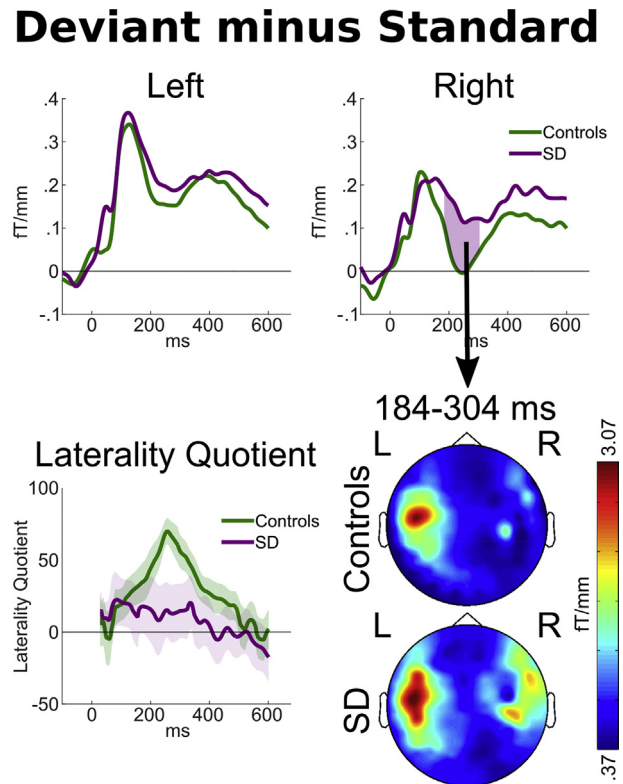 Deviant minus Standard
Left
Right
.4
.3
.2
.1
0
-.1
fT/mm
0 200 400 600
ms
.4
.3
.2
.1
0
-.1
fT/mm
Controls
SD
0 200 400 600
ms
184-304 ms
Laterality Quotient
100
50
0
-50
Laterality Quotient
Controls
SD
0 200 400 600
ms
L R
Controls
L R
SD
3.07
fT/mm
.37